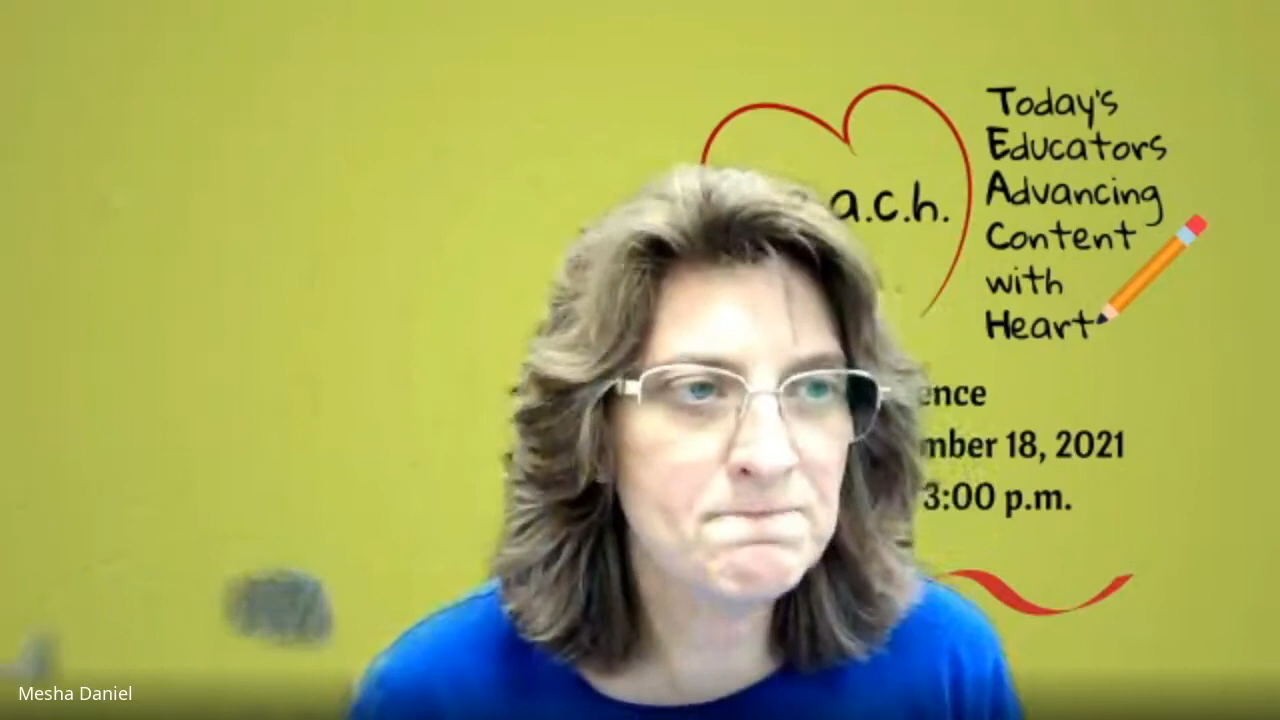 Today's
Educators
a.c.h.
Advancing
Content
with
Heart
ence
mber 18, 2021
3:00 p.m.
Mesha Daniel